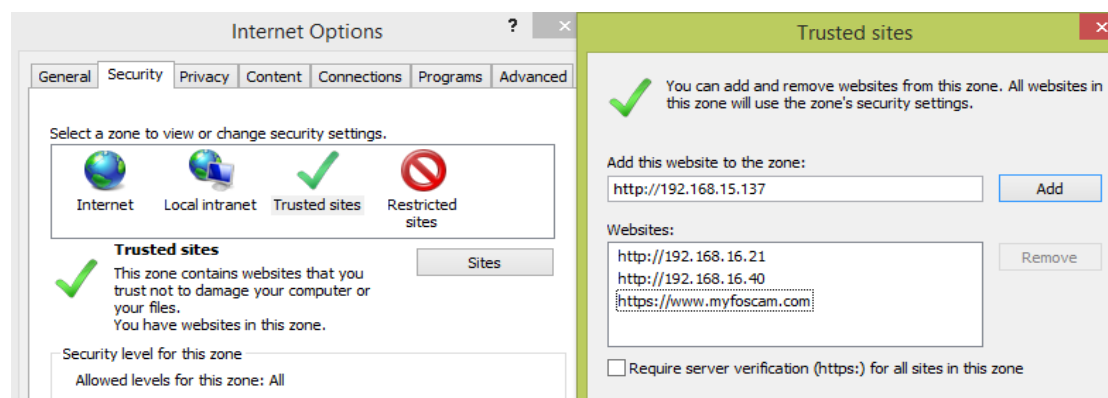 Internet Options
?
×
General Security Privacy Content Connections Programs Advanced
Select a zone to view or change security settings.
Internet
Local intranet
Trusted sites
Restricted
sites
Trusted sites
Sites
This zone contains websites that you
trust not to damage your computer or
your files.
You have websites in this zone.
Security level for this zone
Allowed levels for this zone: All
Trusted sites
×
You can add and remove websites from this zone. All websites in
this zone will use the zone's security settings.
Add this website to the zone:
http://192.168.15.137
Add
Websites:
http://192.168.16.21
http://192.168.16.40
https://www.myfoscam.com
Remove
Require server verification (https:) for all sites in this zone